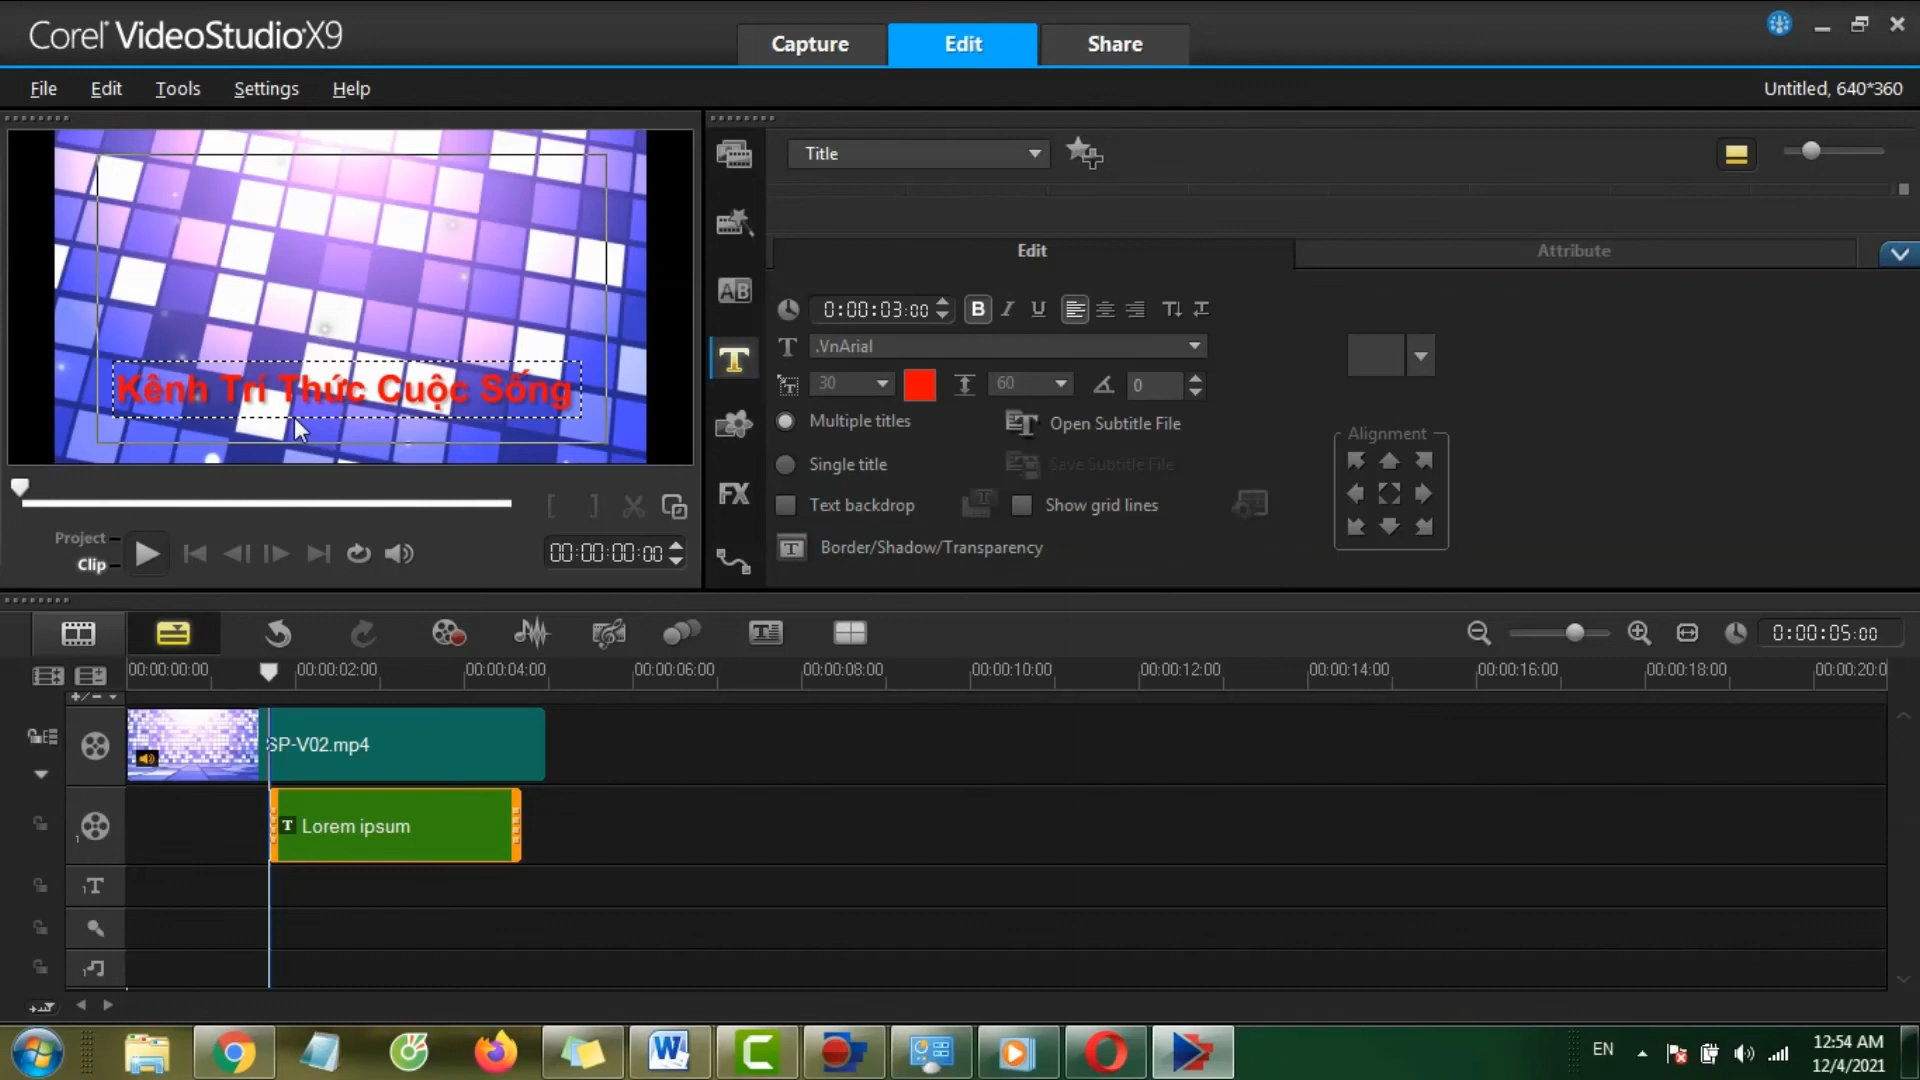 Corel VideoStudio X9
Capture
Edit
Share
File
Edit
Tools
Settings
Help
Untitled, 640*360
Kênh Trí Thức Cuộc Sống
Project
Clip
00:00:00:00
Title
AB
T
FX
Edit
Attribute
0:00:03:00
B
I
U
.VnArial
30
60
0
Multiple titles
Open Subtitle File
Single title
Save Subtitle File
Text backdrop
Show grid lines
Border/Shadow/Transparency
Alignment
0:00:05:00
00:00:00:00
00:00:02:00
00:00:04:00
00:00:06:00
00:00:08:00
00:00:10:00
00:00:12:00
00:00:14:00
00:00:16:00
00:00:18:00
00:00:20:0
SP-V02.mp4
1
T Lorem ipsum
1 T
1
EN
12:54 AM
12/4/2021